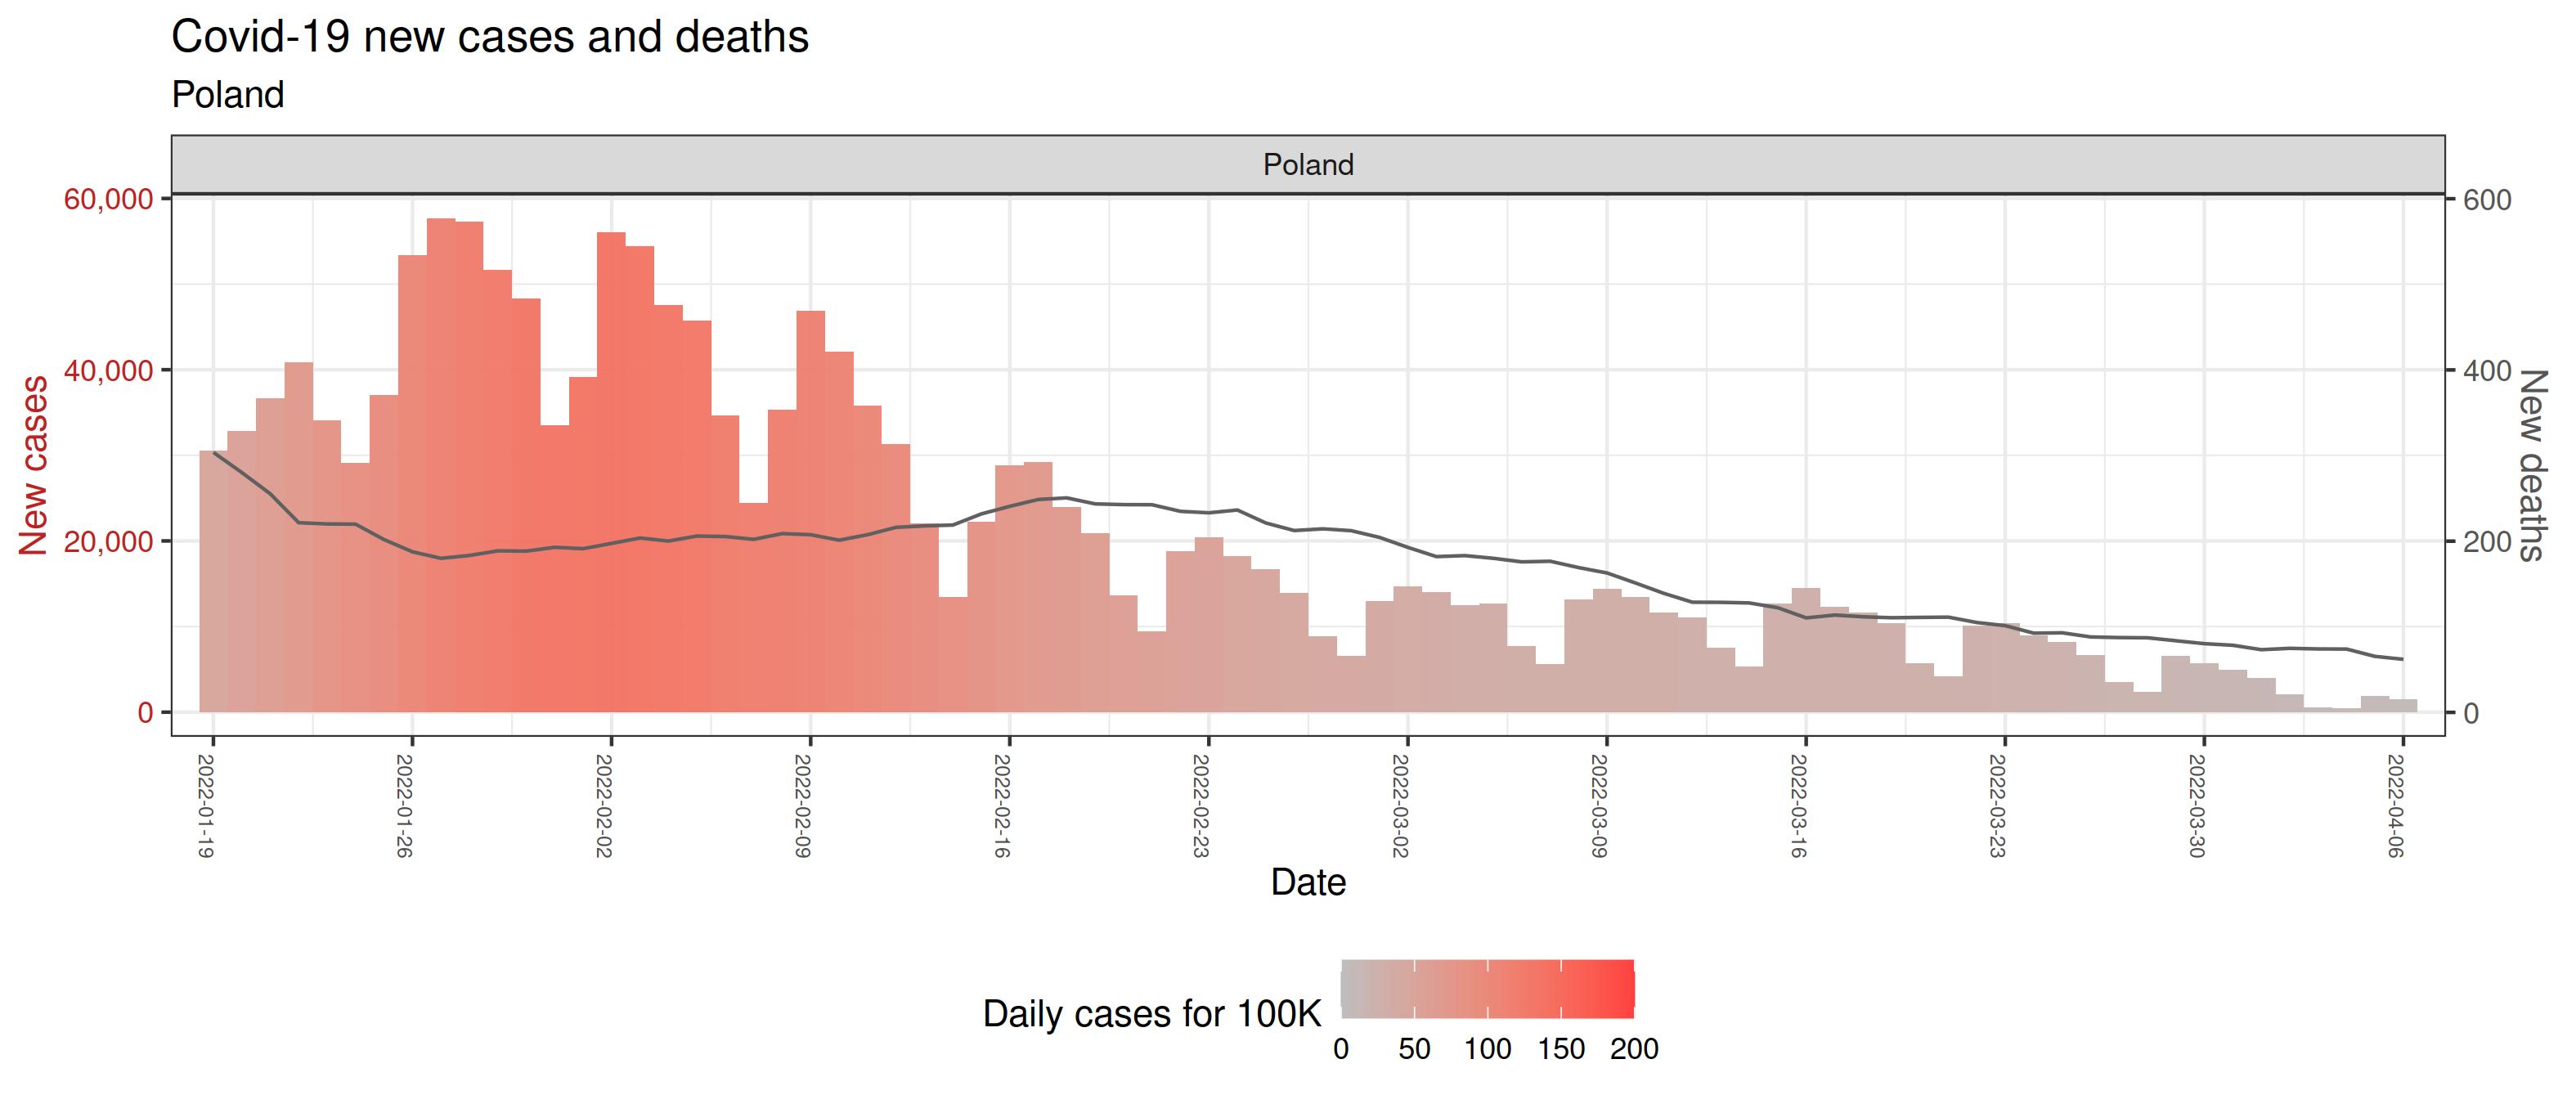 Covid-19 new cases and deaths
Poland
Poland
60,000
40,000
20,000
0
New cases
600
400
200
0
New deaths
2022-01-19
2022-01-26
2022-02-02
2022-02-09
2022-02-16
2022-02-23
2022-03-02
2022-03-09
2022-03-16
2022-03-23
2022-03-30
2022-04-06
Date
Daily cases for 100K
0 50 100 150 200